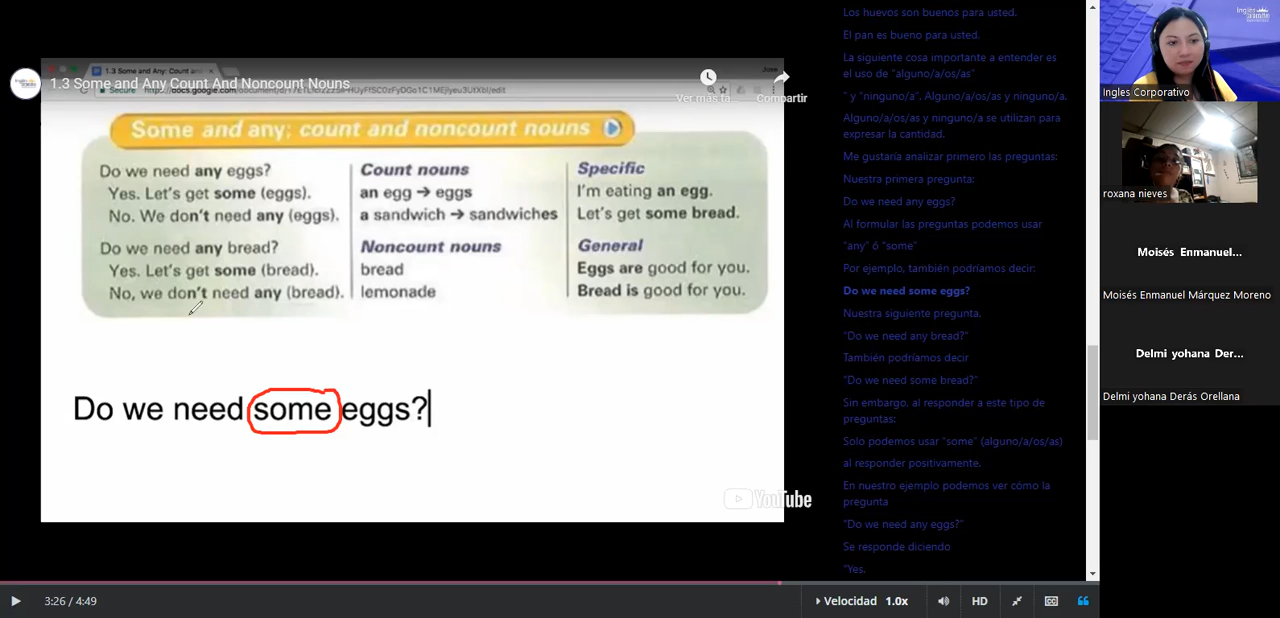 1.3 Some and Any: Count And
1.3 Some and Any Count And Noncount Nouns
Ver más ta...
Compartir
Some and any; count and noncount nouns
Do we need any eggs?
Yes. Let's get some (eggs).
No. We don't need any (eggs).
Do we need any bread?
Yes. Let's get some (bread).
No, we don't need any (bread).
Count nouns
an egg → eggs
a sandwich → sandwiches
Noncount nouns
bread
lemonade
Specific
I'm eating an egg.
Let's get some bread.
General
Eggs are good for you.
Bread is good for you.
Do we need some eggs?
YouTube
Los huevos son buenos para usted.
El pan es bueno para usted.
La siguiente cosa importante a entender es
el uso de "alguno/a/os/as"
" y "ninguno/a". Alguno/a/os/as y ninguno/a.
Alguno/a/os/as y ninguno/a se utilizan para
expresar la cantidad.
Me gustaría analizar primero las preguntas:
Nuestra primera pregunta:
Do we need any eggs?
Al formular las preguntas podemos usar
"any" ó "some"
Por ejemplo, también podríamos decir:
Do we need some eggs?
Nuestra siguiente pregunta.
"Do we need any bread?"
También podríamos decir
"Do we need some bread?"
Sin embargo, al responder a este tipo de
preguntas:
Solo podemos usar "some" (alguno/a/os/as)
al responder positivamente.
En nuestro ejemplo podemos ver cómo la
pregunta
"Do we need any eggs?"
Se responde diciendo
"Yes.
3:26 / 4:49
Velocidad 1.0x
HD
CC
Ingles Corporativo
roxana nieves
Moisés Enmanuel...
Moisés Enmanuel Márquez Moreno
Delmi yohana Der...
Delmi yohana Derás Orellana